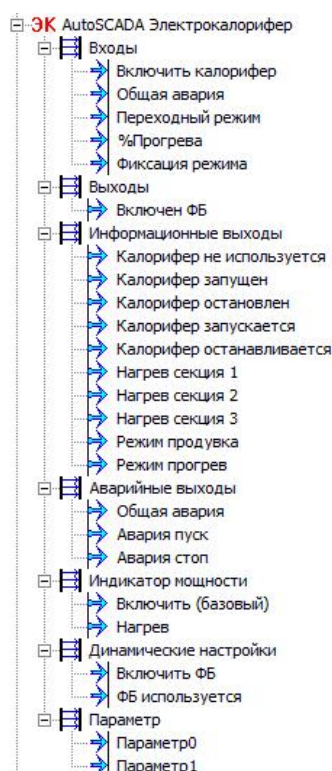 ЭК AutoSCADA Электрокалорифер
Входы
Включить калорифер
Общая авария
Переходный режим
%Прогрева
Фиксация режима
Выходы
Включен ФБ
Информационные выходы
Калорифер не используется
Калорифер запущен
Калорифер остановлен
Калорифер запускается
Калорифер останавливается
Нагрев секция 1
Нагрев секция 2
Нагрев секция 3
Режим продувка
Режим прогрев
Аварийные выходы
Общая авария
Авария пуск
Авария стоп
Индикатор мощности
Включить (базовый)
Нагрев
Динамические настройки
Включить ФБ
ФБ используется
Параметр
Параметр0
Параметр1